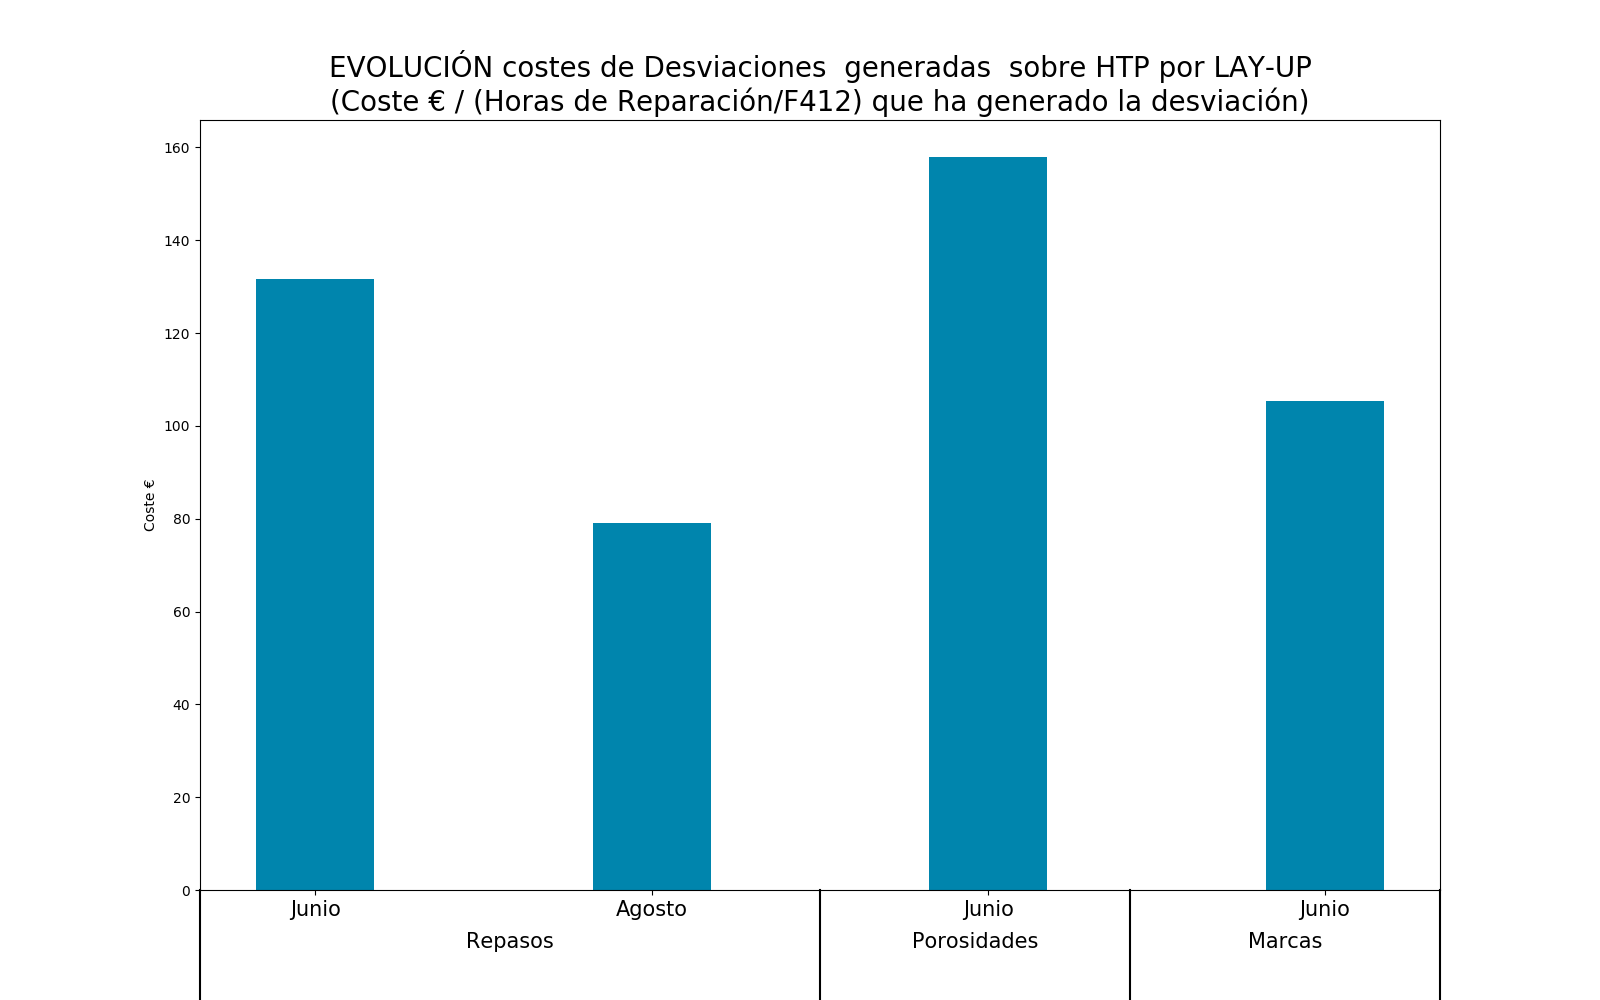 EVOLUCIÓN costes de Desviaciones  generadas  sobre HTP por LAY-UP
(Coste € / (Horas de Reparación/F412) que ha generado la desviación)
160
140
120
100
80
60
40
20
0
Coste €
Junio Agosto Junio Junio
Repasos Porosidades Marcas